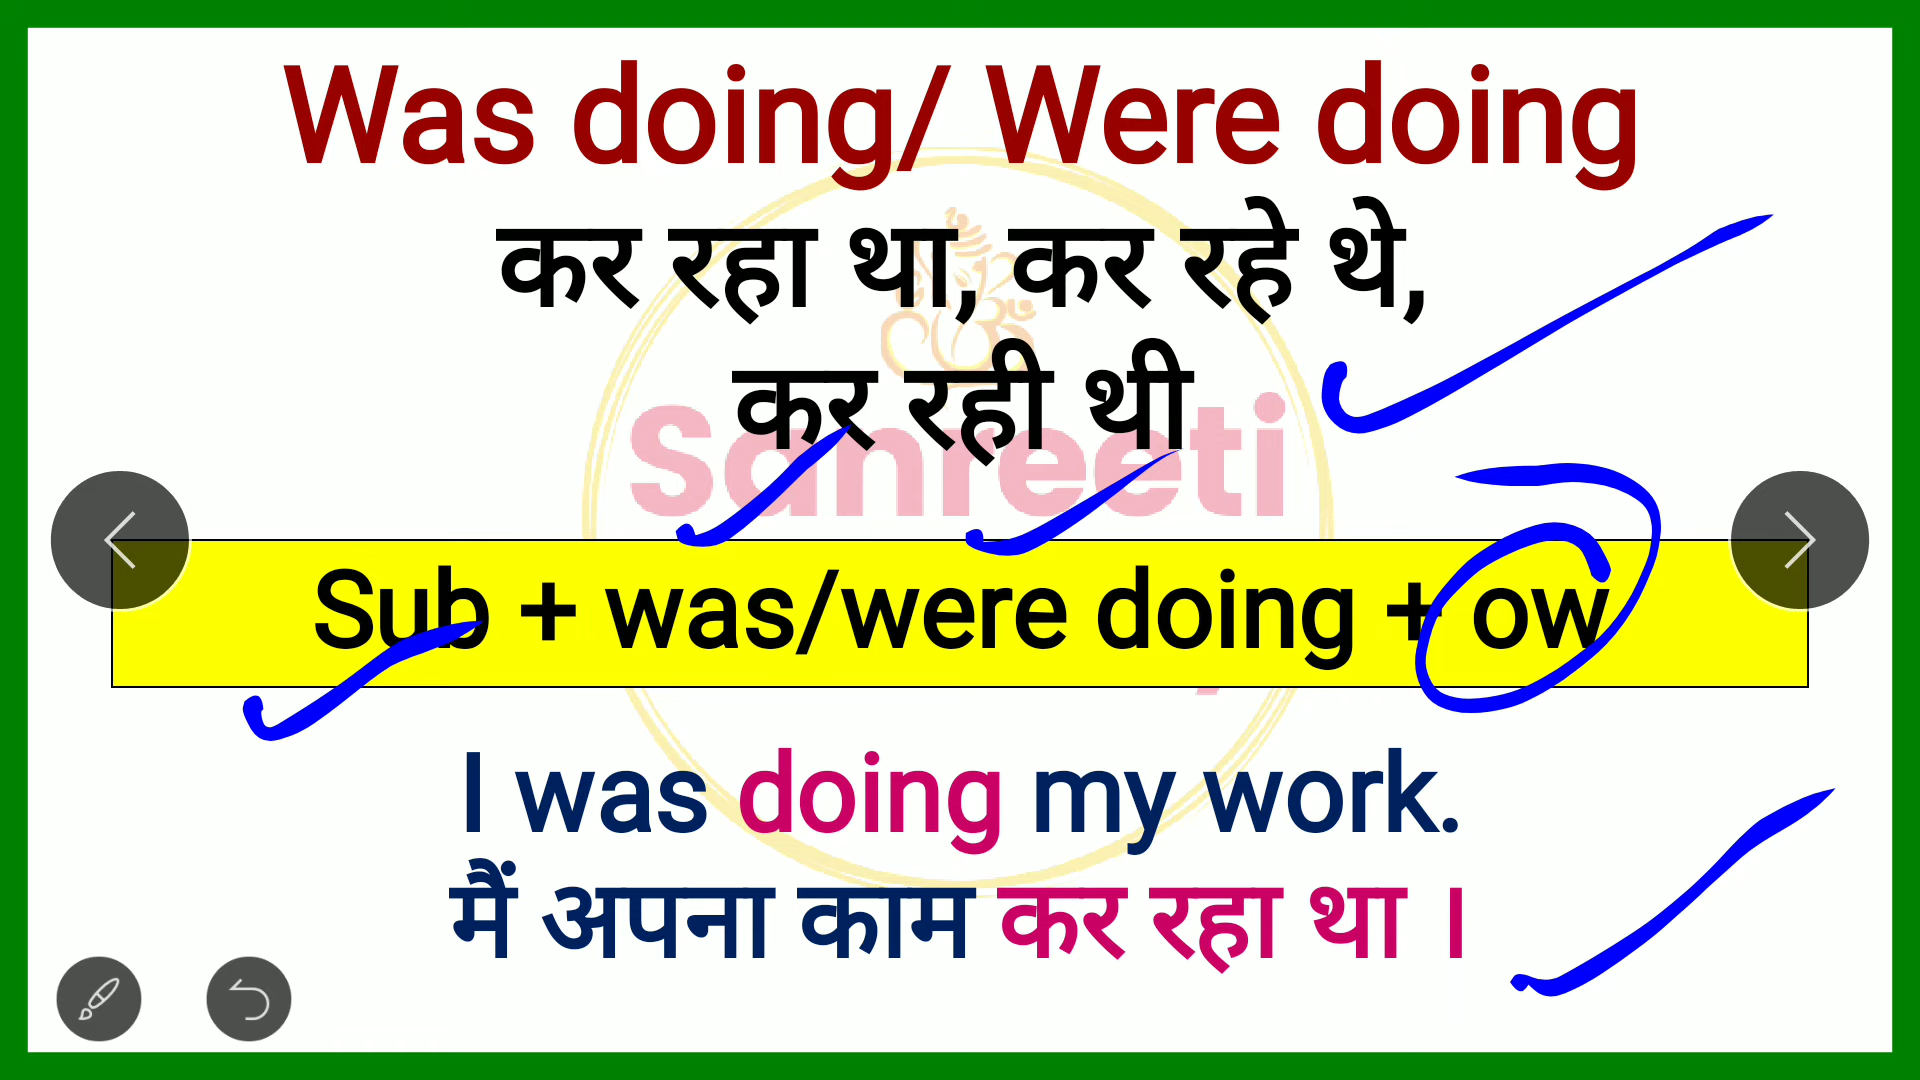 Was doing/ Were doing
कर रहा था, कर रहे थे,
कर रही थी
Sanreeti
Sub + was/were doing + ow
I was doing my work.
मैं अपना काम कर रहा था ।